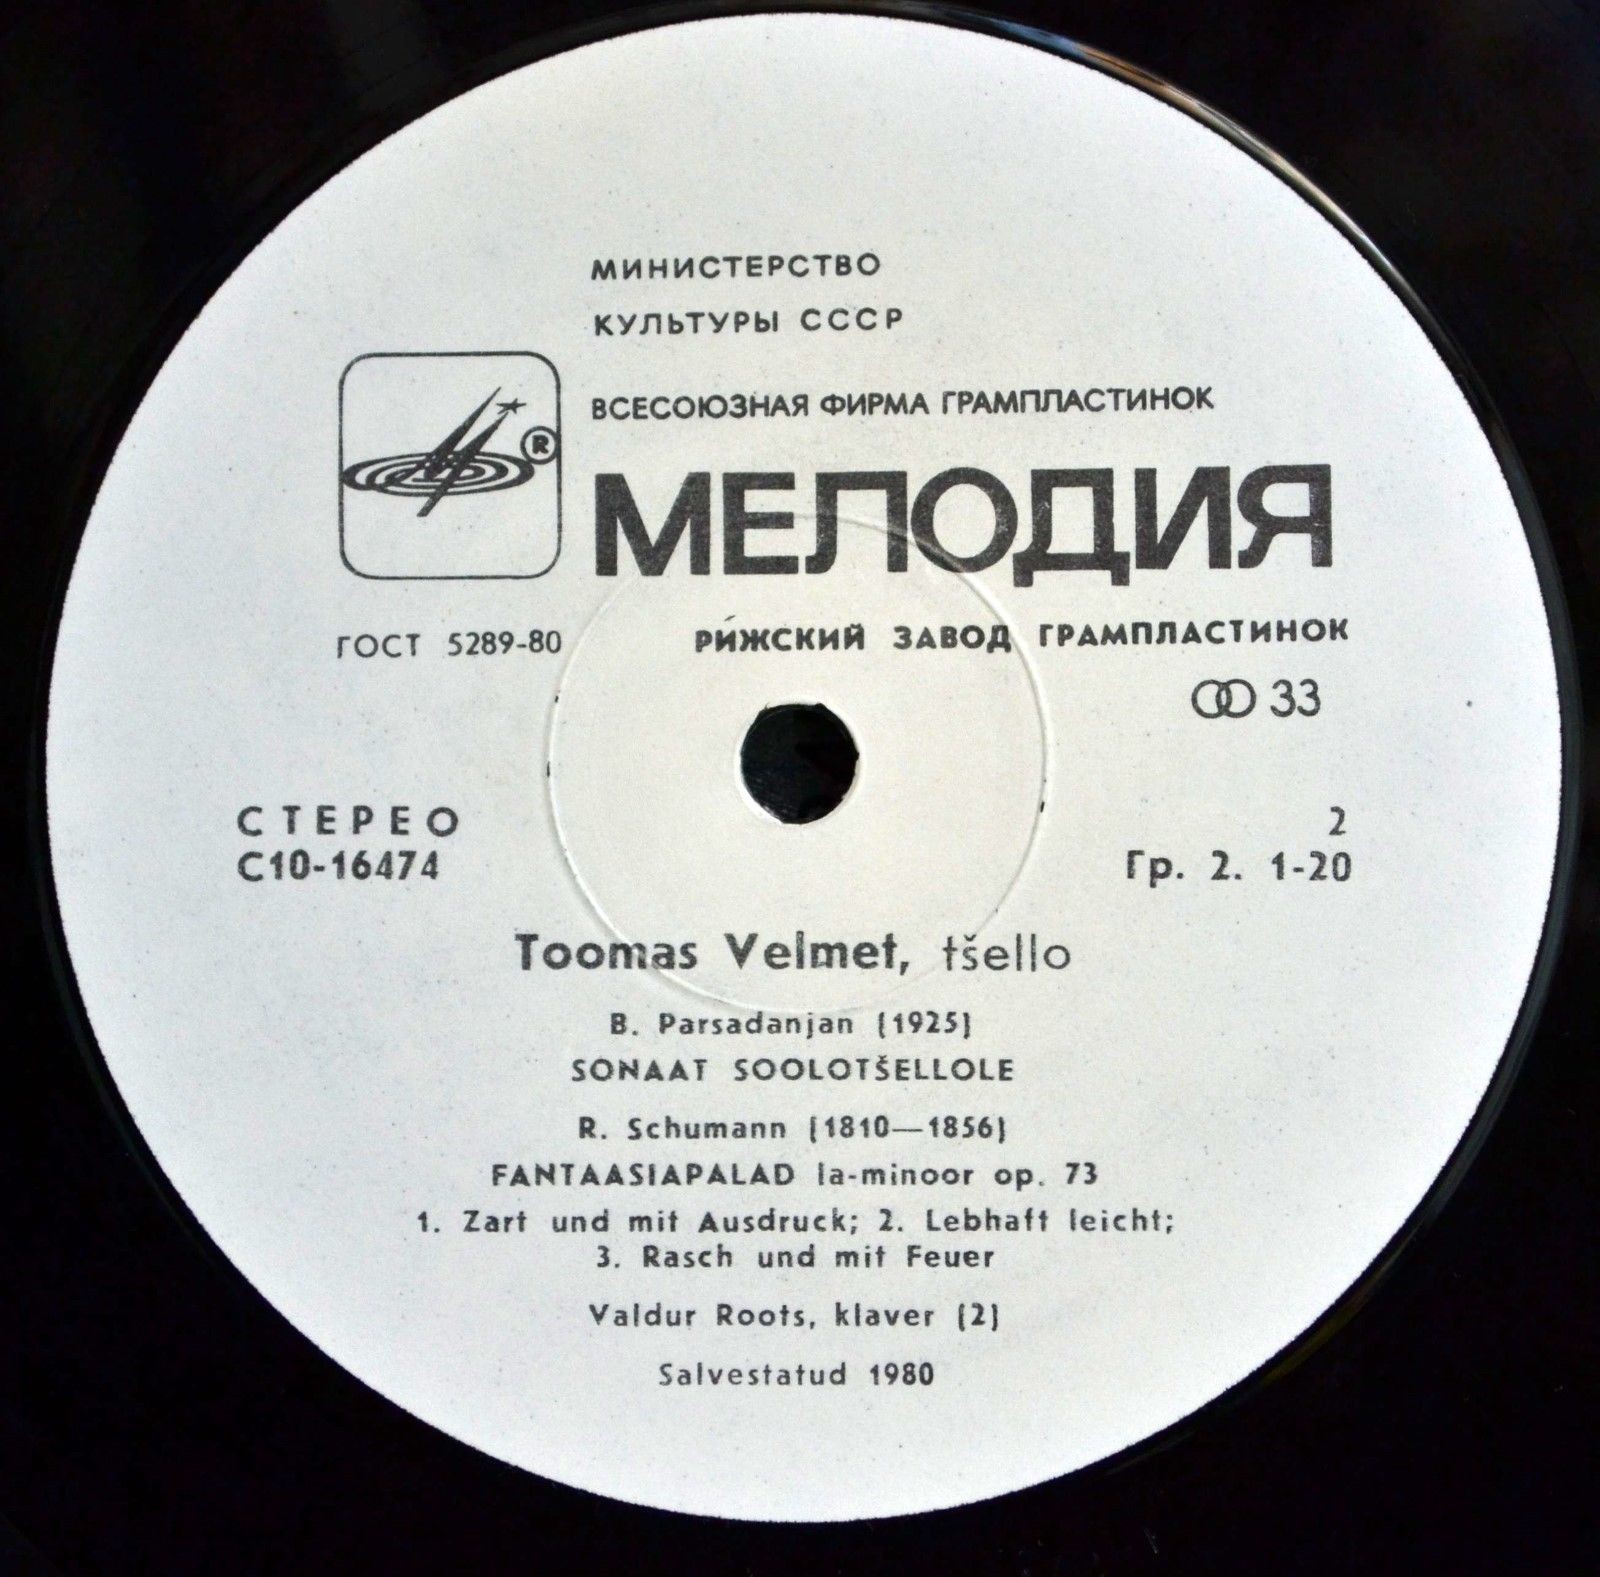 МИНИСТЕРСТВО
КУЛЬТУРЫ СССР
ВСЕСОЮЗНАЯ ФИРМА ГРАМПЛАСТИНОК
®
МЕЛОДИЯ
ГОСТ 5289-80
РИ́ЖСКИЙ ЗАВОД ГРАМПЛАСТИНОК
33
СТЕРЕО
2
С10-16474
Гр. 2. 1-20
Toomas Velmet, tšello
B. Parsadanjan (1925)
SONAAT SOOLOTŠELLOLE
R. Schumann (1810—1856)
FANTAASIAPALAD la-minoor op. 73
1. Zart und mit Ausdruck; 2. Lebhaft leicht;
3. Rasch und mit Feuer
Valdur Roots, klaver (2)
Salvestatud 1980